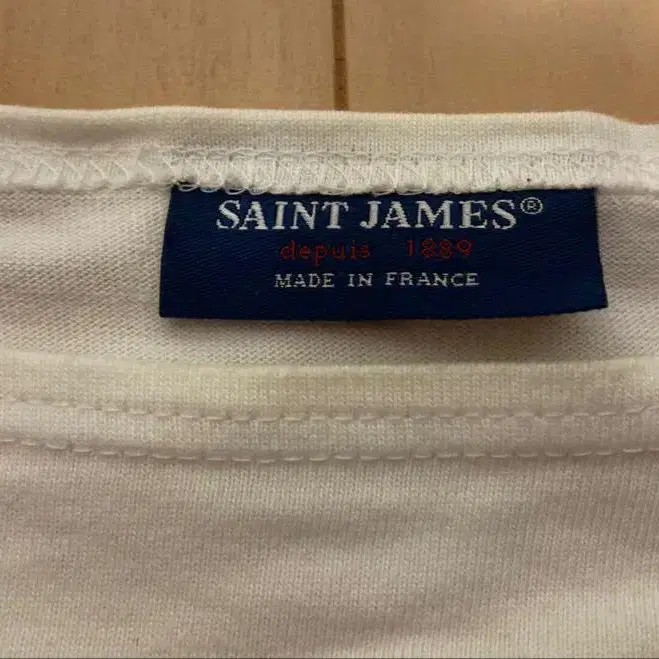 SAINT JAMES®
depuis 1889
MADE IN FRANCE